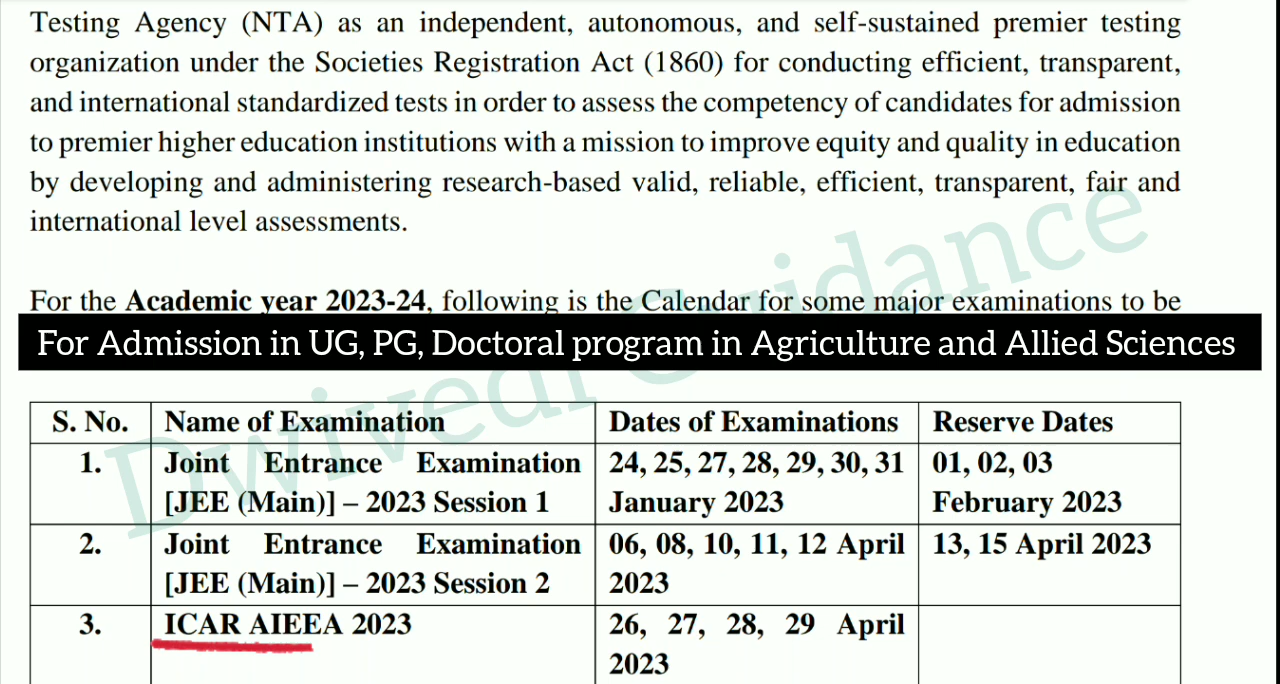 Testing Agency (NTA) as an independent, autonomous, and self-sustained premier testing
organization under the Societies Registration Act (1860) for conducting efficient, transparent,
and international standardized tests in order to assess the competency of candidates for admission
to premier higher education institutions with a mission to improve equity and quality in education
by developing and administering research-based valid, reliable, efficient, transparent, fair and
international level assessments.
For the Academic year 2023-24, following is the Calendar for some major examinations to be
For Admission in UG, PG, Doctoral program in Agriculture and Allied Sciences
Dwivedi Guidance
S. No. Name of Examination Dates of Examinations Reserve Dates
1. Joint Entrance Examination 24, 25, 27, 28, 29, 30, 31 01, 02, 03
[JEE (Main)] – 2023 Session 1 January 2023 February 2023
2. Joint Entrance Examination 06, 08, 10, 11, 12 April 13, 15 April 2023
[JEE (Main)] – 2023 Session 2 2023
3. ICAR AIEEA 2023 26, 27, 28, 29 April
2023